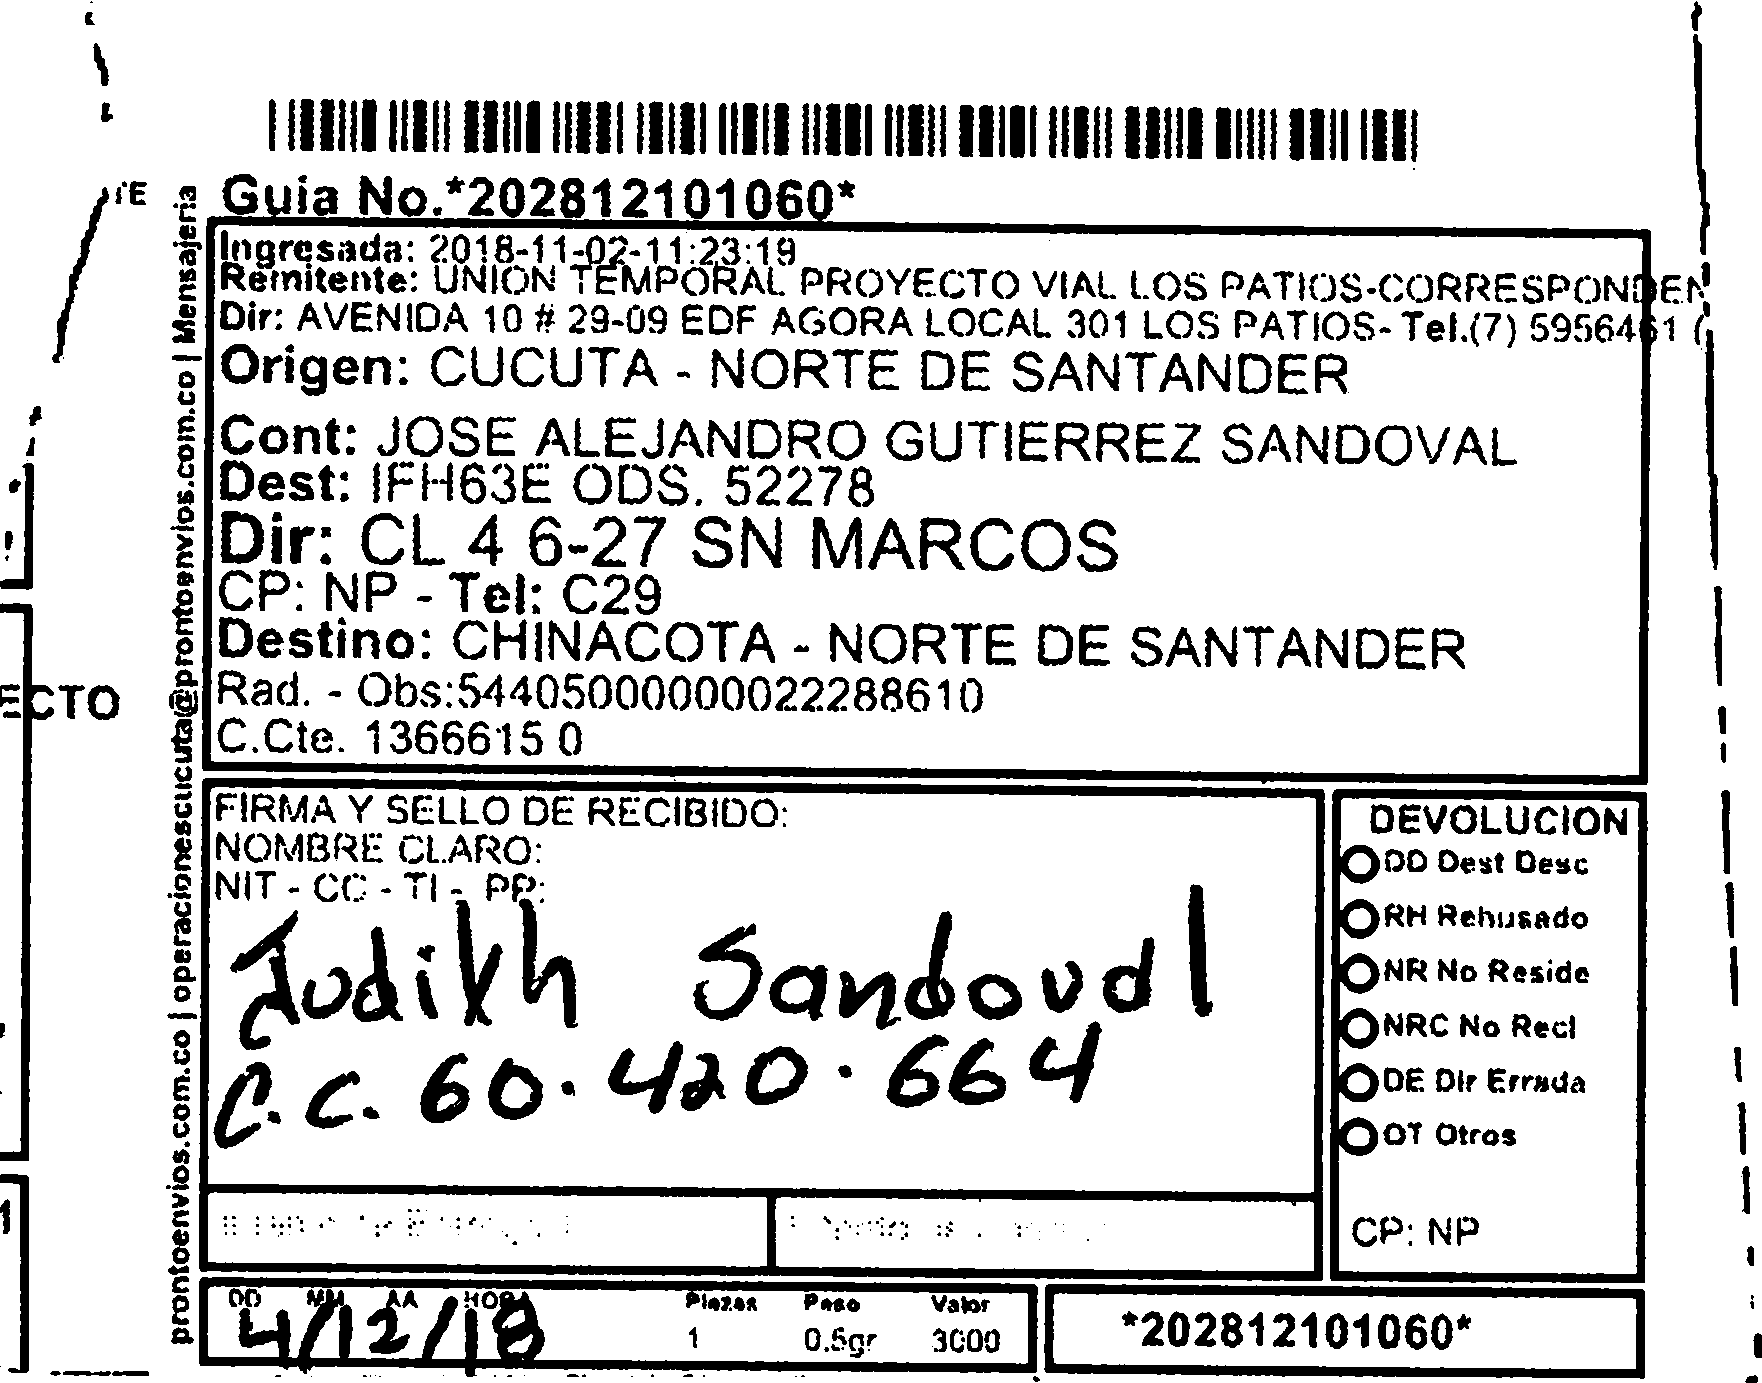 Guia No.*202812101060*
Ingresada: 2018-11-02-11:23:19
Remitente: UNION TEMPORAL PROYECTO VIAL LOS PATIOS-CORRESPONDEN
Dir: AVENIDA 10 # 29-09 EDF AGORA LOCAL 301 LOS PATIOS- Tel.(7) 5956461 (
Origen: CUCUTA - NORTE DE SANTANDER
Cont: JOSE ALEJANDRO GUTIERREZ SANDOVAL
Dest: IFH63E ODS. 52278
Dir: CL 4 6-27 SN MARCOS
CP: NP - Tel: C29
Destino: CHINACOTA - NORTE DE SANTANDER
Rad. - Obs:544050000000022288610
C.Cte. 1366615 0
prontoenvios.com.co | operacionescucuta@prontoenvios.com.co | Mensajeria
ECTO
FIRMA Y SELLO DE RECIBIDO:
NOMBRE CLARO:
NIT - CC - TI - PP:
Judith Sandoval
C.C. 60.420.664
DEVOLUCION
DD Dest Desc
RH Rehusado
NR No Reside
NRC No Recl
DE Dir Errada
OT Otros
CP: NP
DD MM AA HORA
4/12/18
Piezas Peso Valor
1 0.5gr 3000
*202812101060*